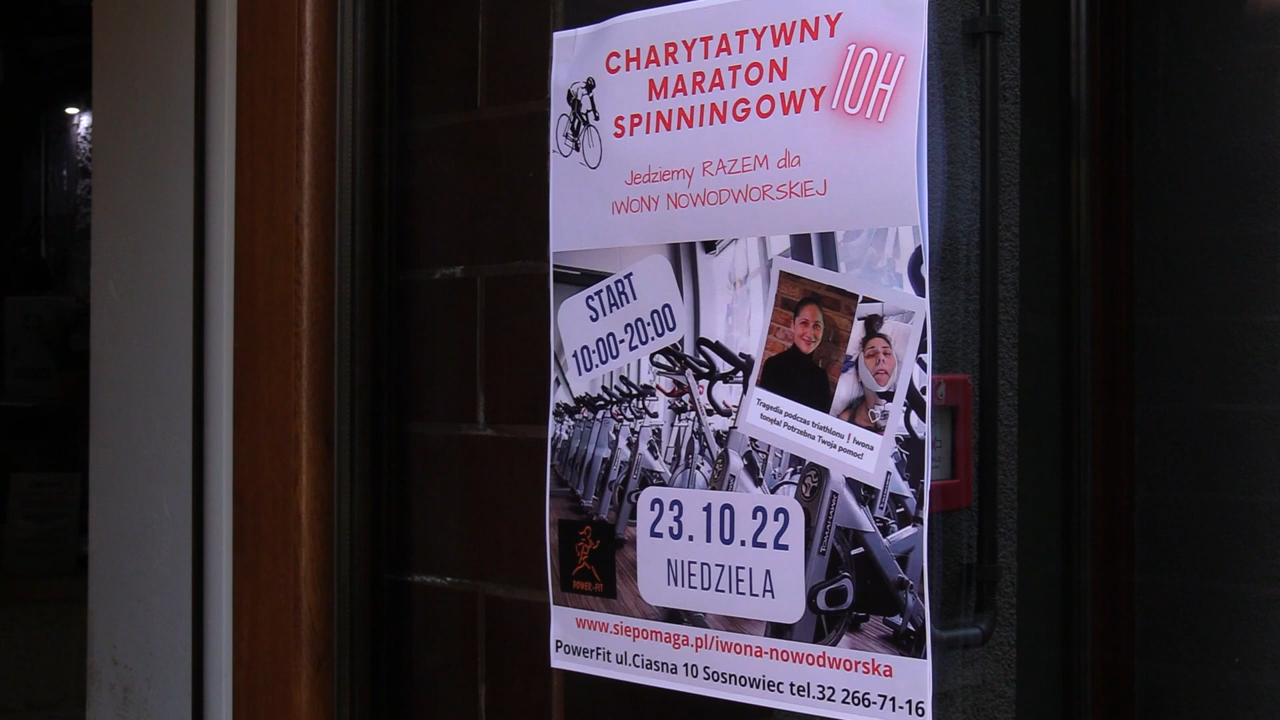 CHARYTATYWNY
MARATON
SPINNINGOWY
10H
Jedziemy RAZEM dla
IWONY NOWODWORSKIEJ
START
10:00-20:00
Tragedia podczas triathlonu ! Iwona
tonęła! Potrzebna Twoja pomoc!
23.10.22
NIEDZIELA
POWER-FIT
www.siepomaga.pl/iwona-nowodworska
PowerFit ul.Ciasna 10 Sosnowiec tel.32 266-71-16